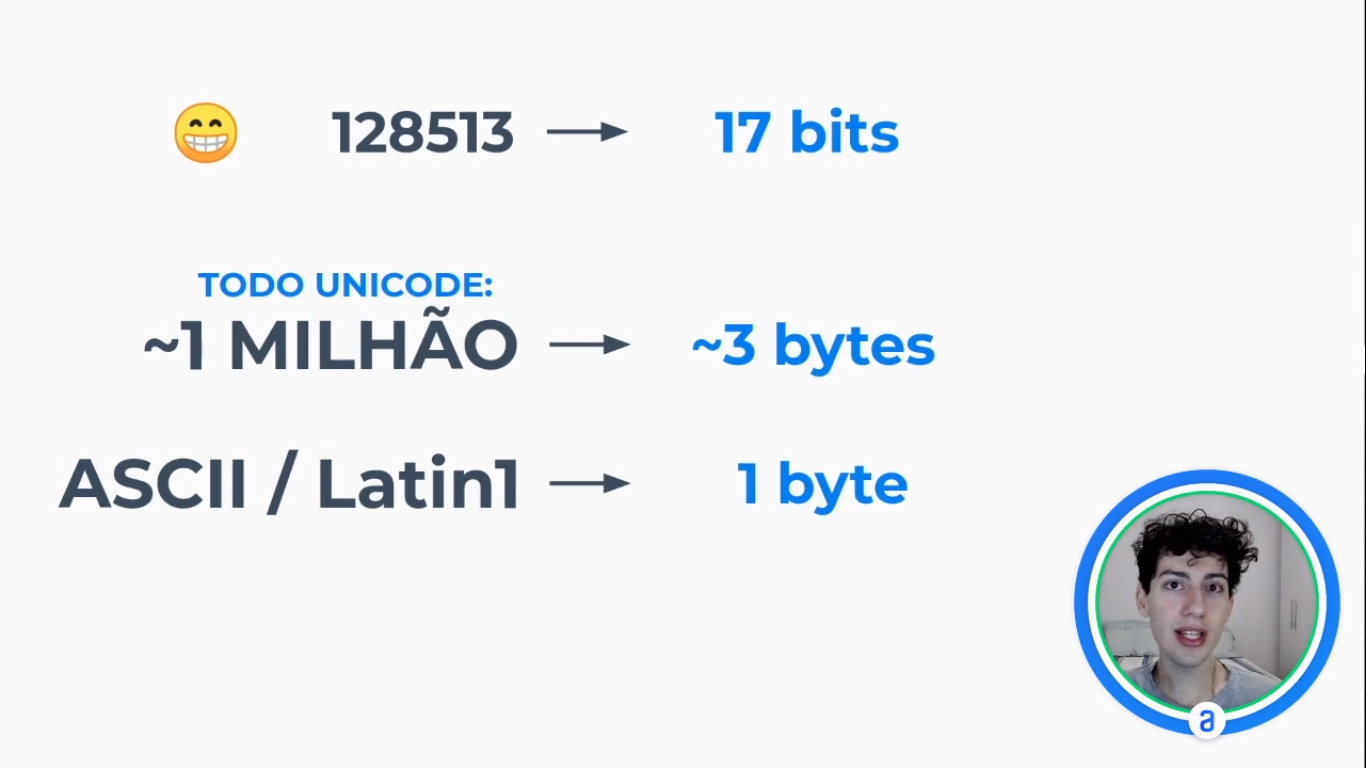 128513 → 17 bits
TODO UNICODE:
~1 MILHÃO → ~3 bytes
ASCII / Latin1 → 1 byte
a